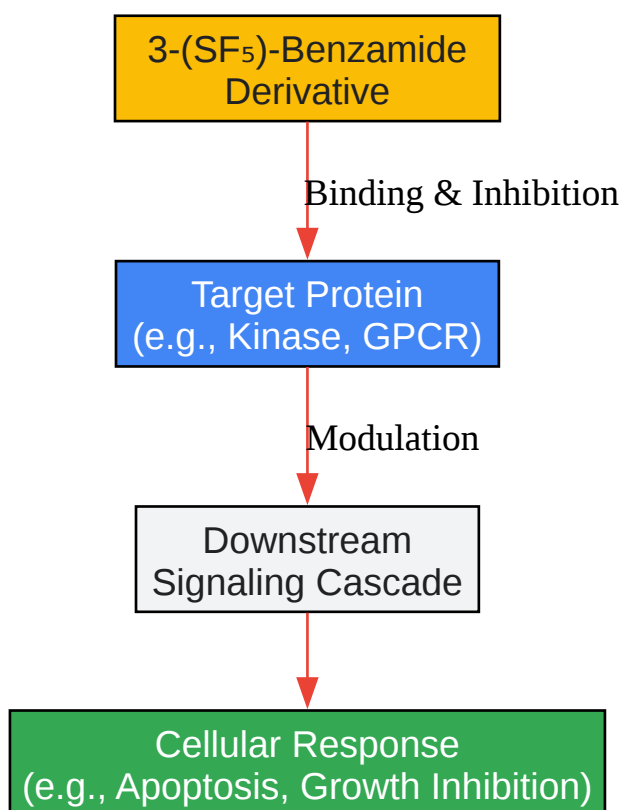 3-(SF₅)-Benzamide
Derivative
Binding & Inhibition
Target Protein
(e.g., Kinase, GPCR)
Modulation
Downstream
Signaling Cascade
Cellular Response
(e.g., Apoptosis, Growth Inhibition)